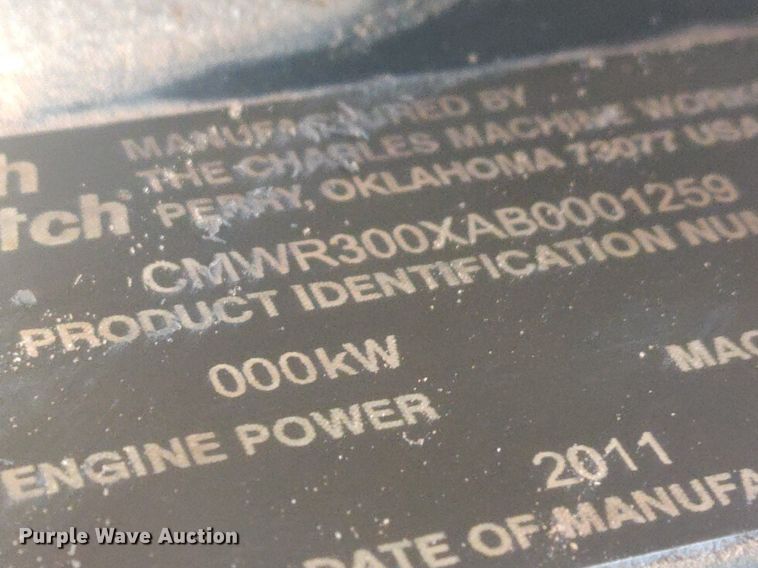 MANUFACTURED BY
THE CHARLES MACHINE WORKS
PERRY, OKLAHOMA 73077 USA
h
tch®
CMWR300XAB0001259
PRODUCT IDENTIFICATION NUM
000kW
MAC
ENGINE POWER
2011
DATE OF MANUFA
Purple Wave Auction